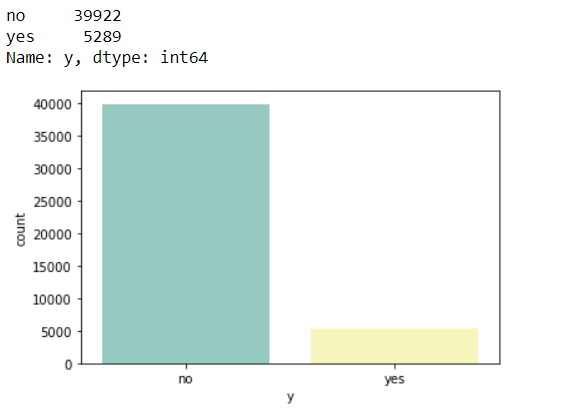 no     39922
yes     5289
Name: y, dtype: int64
40000
35000
30000
25000
20000
15000
10000
5000
0
count
no yes
y